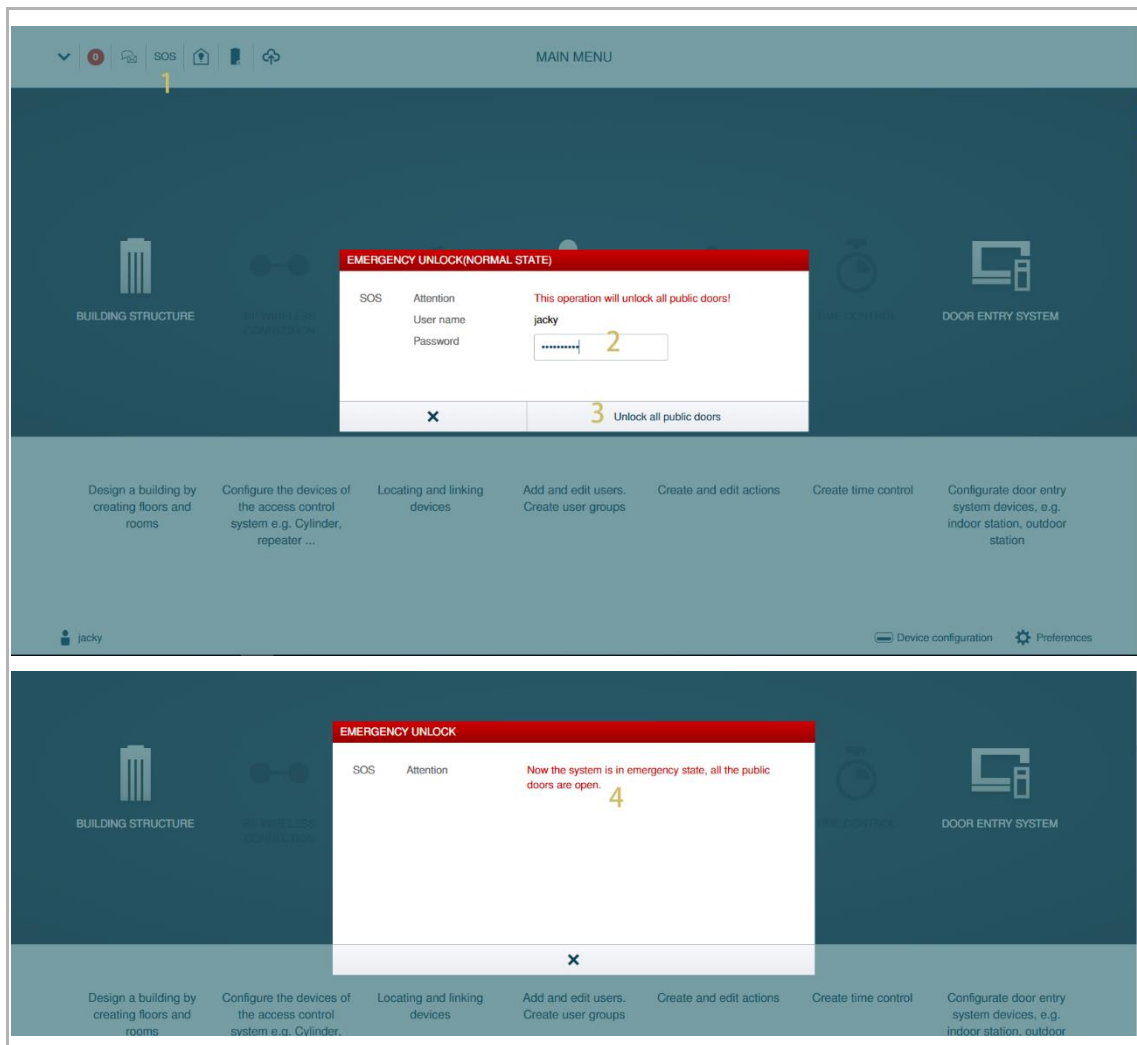 0 SOS MAIN MENU
1
EMERGENCY UNLOCK(NORMAL STATE)
SOS Attention This operation will unlock all public doors!
User name jacky
Password •••••••••• 2
3 Unlock all public doors
BUILDING STRUCTURE
DOOR ENTRY SYSTEM
Design a building by creating floors and rooms
Configure the devices of the access control system e.g. Cylinder, repeater ...
Locating and linking devices
Add and edit users. Create user groups
Create and edit actions
Create time control
Configurate door entry system devices, e.g. indoor station, outdoor station
jacky Device configuration Preferences
EMERGENCY UNLOCK
SOS Attention Now the system is in emergency state, all the public
doors are open.
4
BUILDING STRUCTURE
DOOR ENTRY SYSTEM
Design a building by creating floors and rooms
Configure the devices of the access control system e.g. Cylinder,
Locating and linking devices
Add and edit users. Create user groups
Create and edit actions
Create time control
Configurate door entry system devices, e.g. indoor station, outdoor